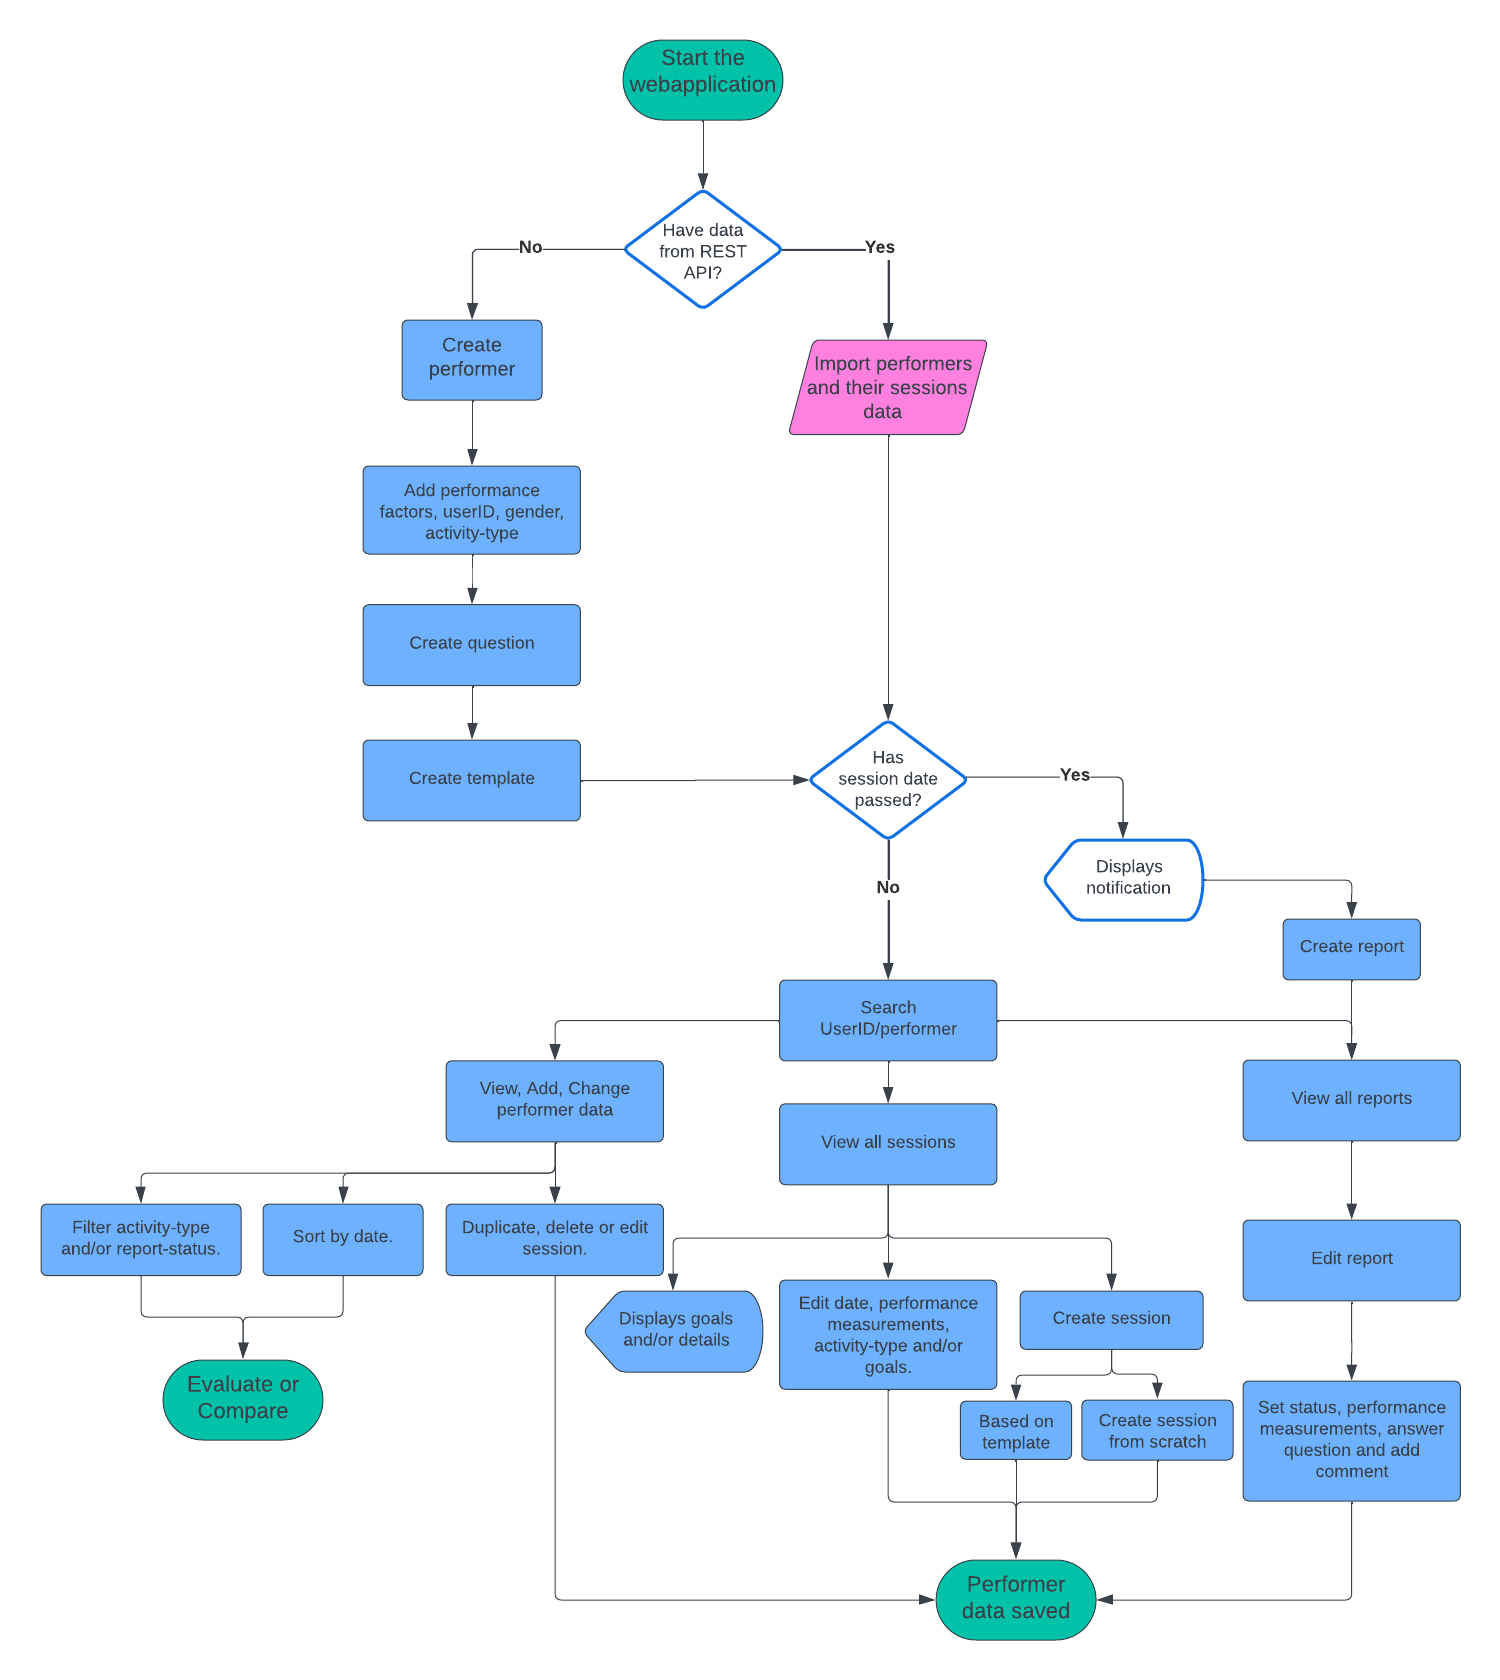 Start the
webapplication
Have data
from REST
API?
No
Yes
Create
performer
Import performers
and their sessions
data
Add performance
factors, userID, gender,
activity-type
Create question
Create template
Has
session date
passed?
Yes
Displays
notification
No
Create report
Search
UserID/performer
View, Add, Change
performer data
View all sessions
View all reports
Filter activity-type
and/or report-status.
Sort by date.
Duplicate, delete or edit
session.
Displays goals
and/or details
Edit date, performance
measurements,
activity-type and/or
goals.
Create session
Edit report
Based on
template
Create session
from scratch
Set status, performance
measurements, answer
question and add
comment
Evaluate or
Compare
Performer
data saved